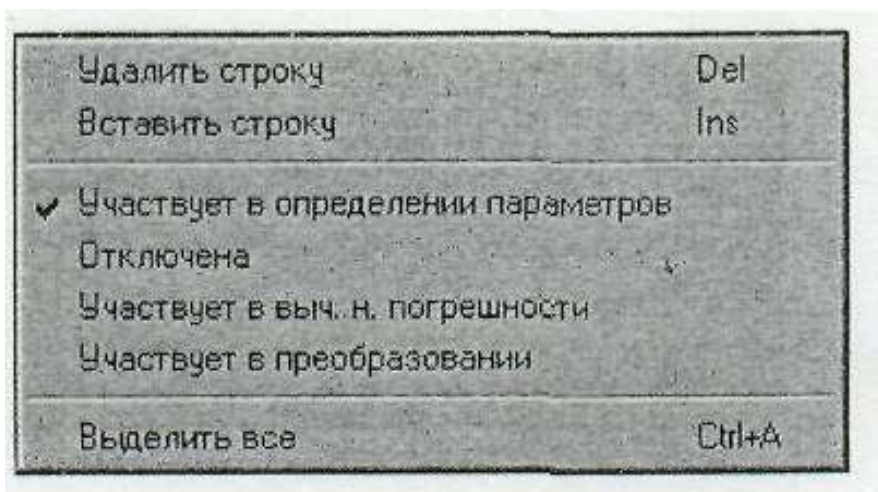 Удалить строку Del
Вставить строку Ins
✔ Участвует в определении параметров
Отключена
Участвует в выч. н. погрешности
Участвует в преобразовании
Выделить все Ctrl+A